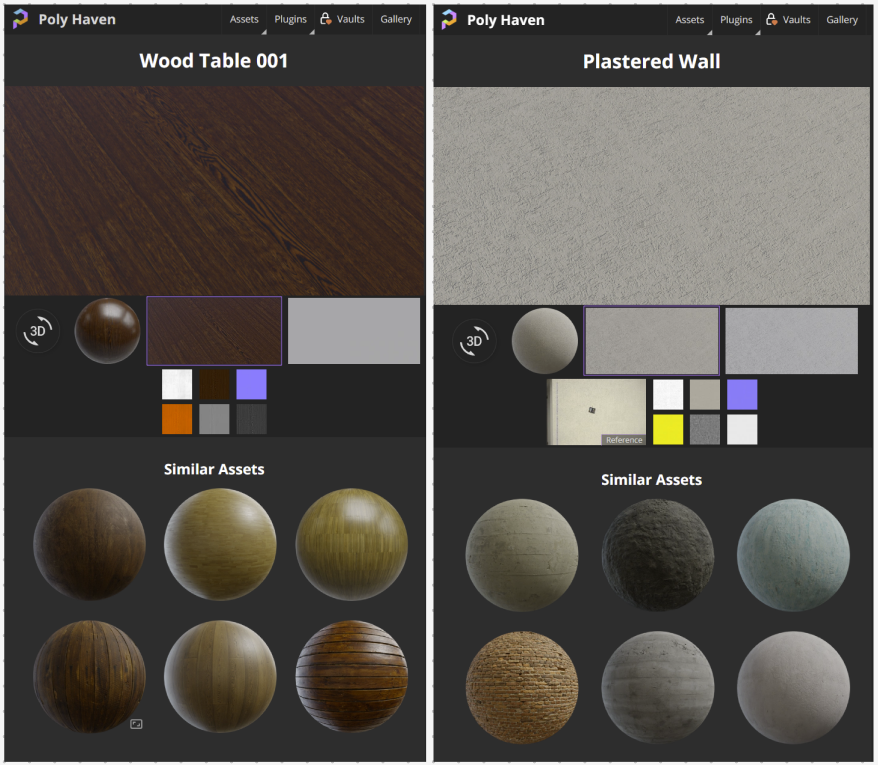 Poly Haven
Assets
Plugins
Vaults
Gallery
Wood Table 001
3D
Similar Assets
Poly Haven
Assets
Plugins
Vaults
Gallery
Plastered Wall
3D
Reference
Similar Assets